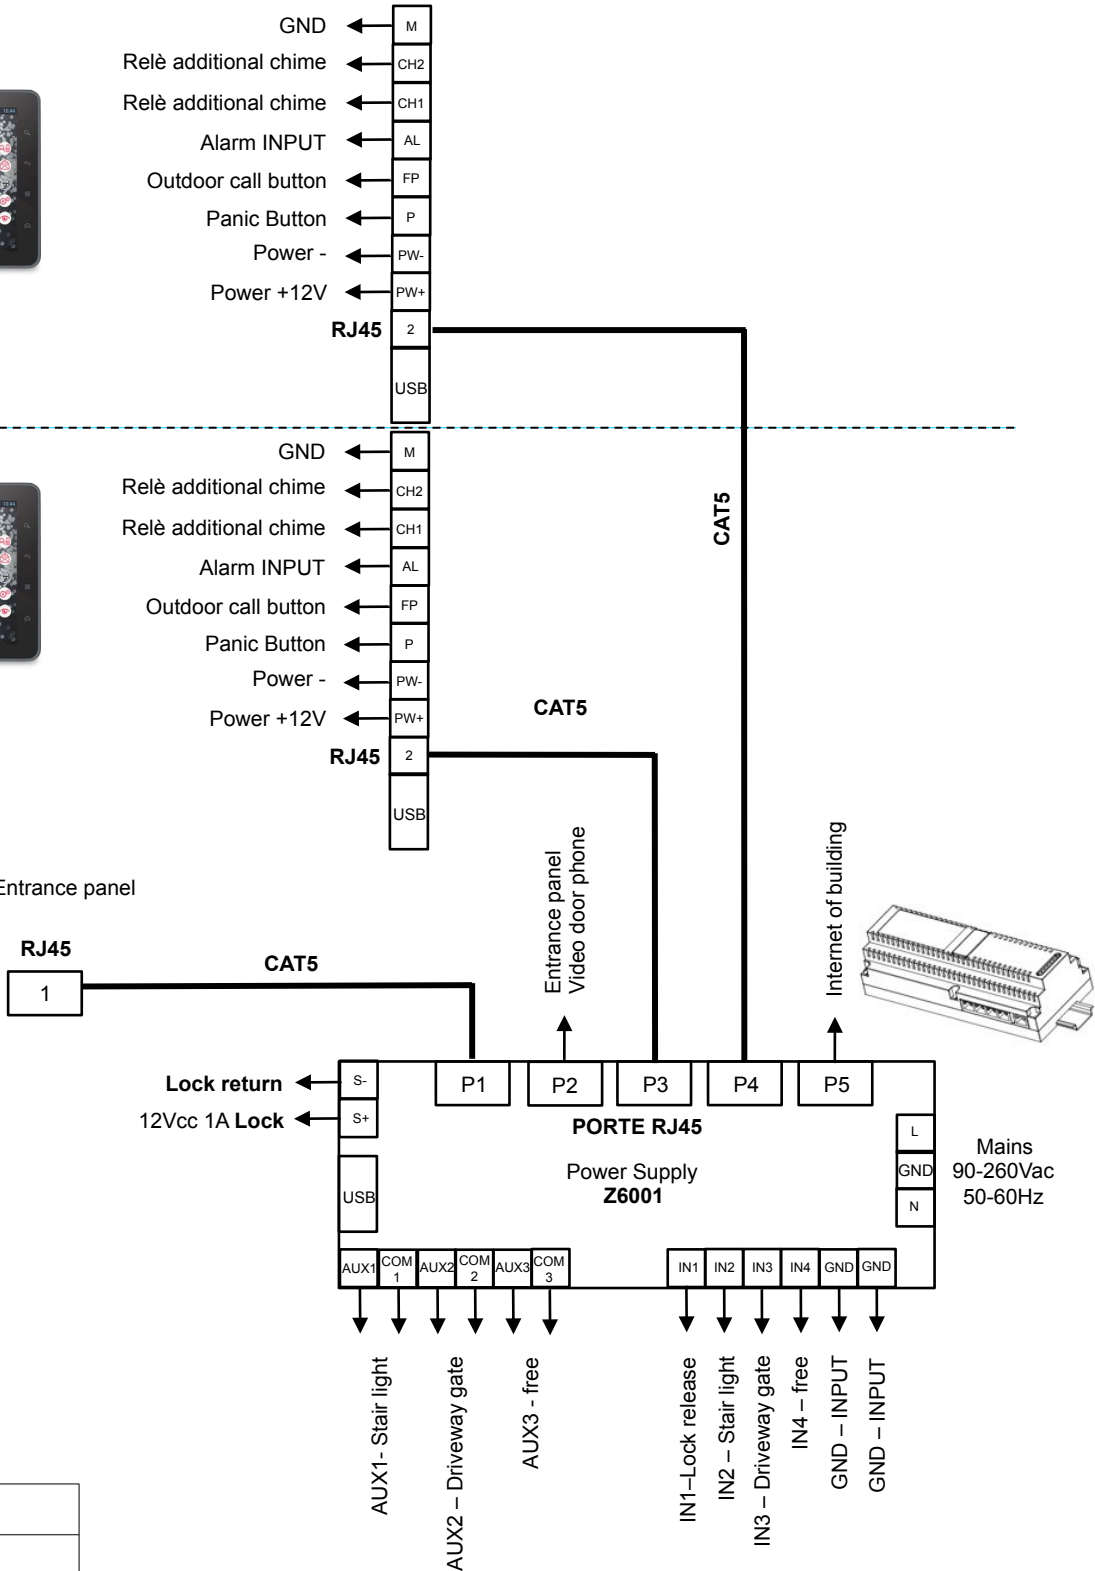 GND M
Relè additional chime CH2
Relè additional chime CH1
Alarm INPUT AL
Outdoor call button FP
Panic Button P
Power - PW-
Power +12V PW+
RJ45 2
USB
GND M
Relè additional chime CH2
Relè additional chime CH1
Alarm INPUT AL
Outdoor call button FP
Panic Button P
Power - PW-
Power +12V PW+
RJ45 2
USB
CAT5
CAT5
Entrance panel
RJ45
1
CAT5
Entrance panel
Video door phone
Internet of building
P1 P2 P3 P4 P5
PORTE RJ45
Lock return S-
12Vcc 1A Lock S+
USB
Power Supply
Z6001
L
GND
N
Mains
90-260Vac
50-60Hz
AUX1 COM 1 AUX2 COM 2 AUX3 COM 3
IN1 IN2 IN3 IN4 GND GND
AUX1- Stair light
AUX2 – Driveway gate
AUX3 - free
IN1–Lock release
IN2 – Stair light
IN3 – Driveway gate
IN4 – free
GND – INPUT
GND – INPUT